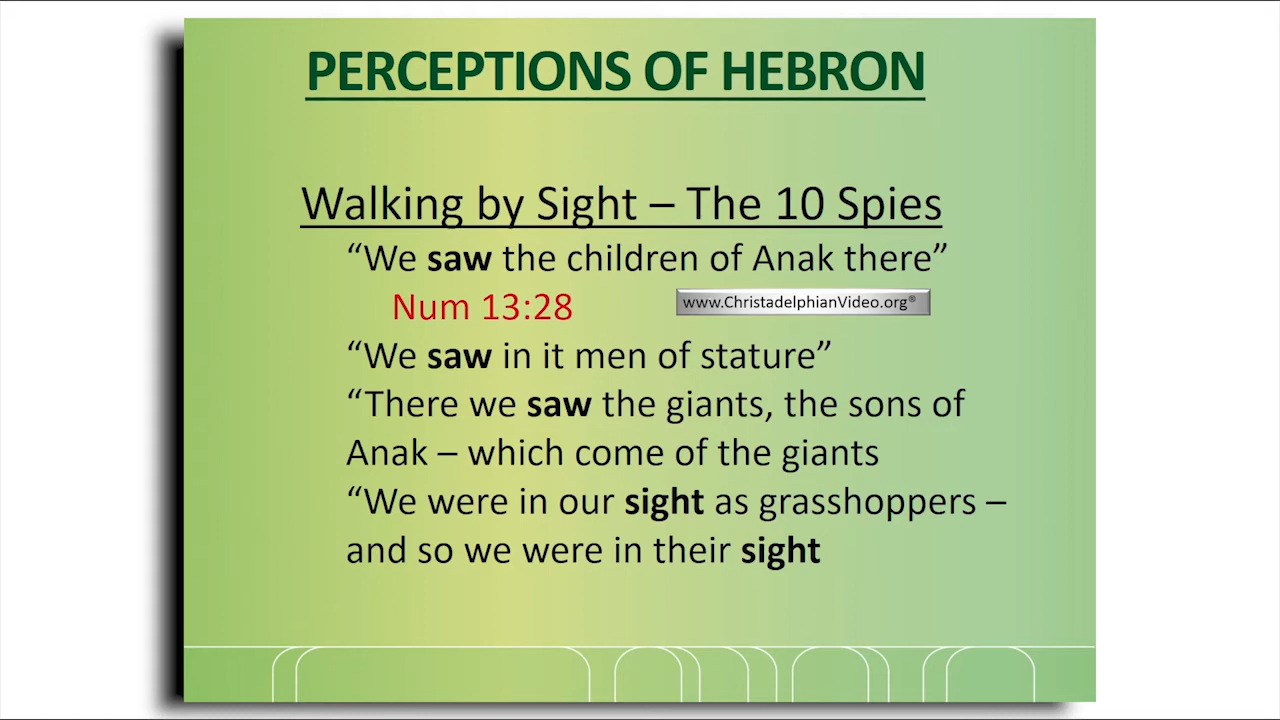 PERCEPTIONS OF HEBRON
Walking by Sight – The 10 Spies
“We saw the children of Anak there”
Num 13:28
www.ChristadelphianVideo.org®
“We saw in it men of stature”
“There we saw the giants, the sons of
Anak – which come of the giants
“We were in our sight as grasshoppers –
and so we were in their sight